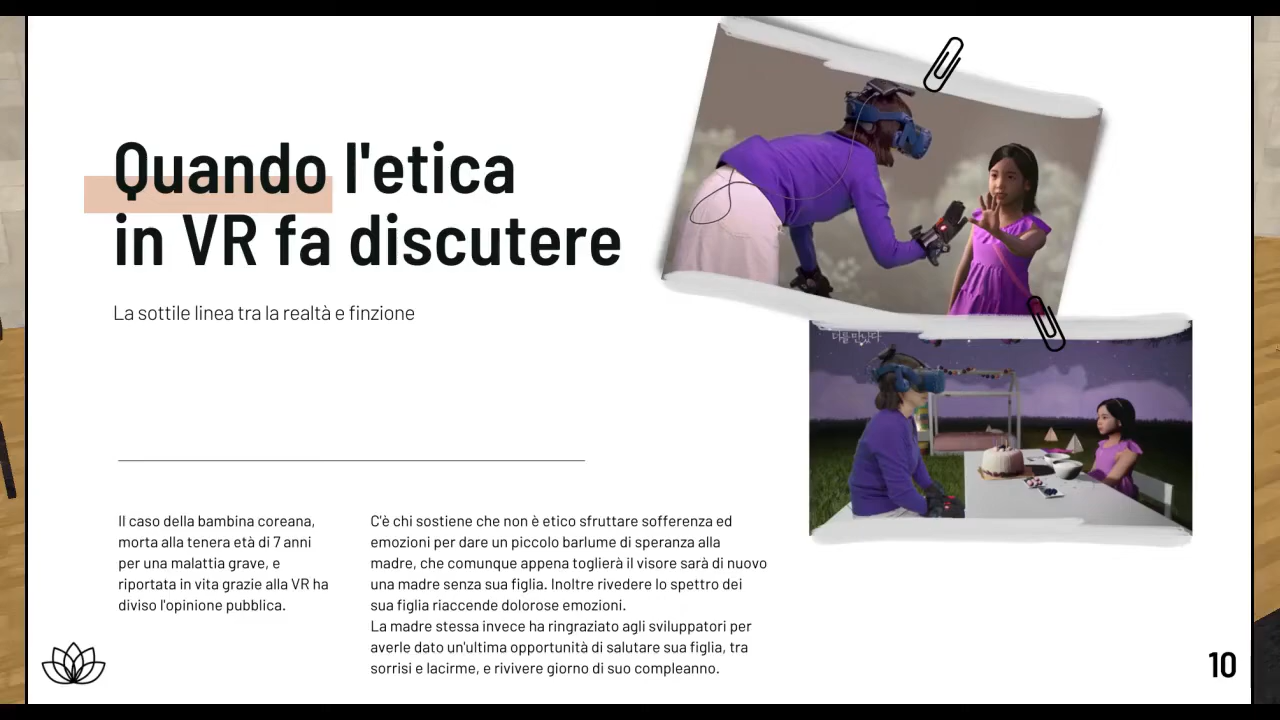 Quando l'etica
in VR fa discutere
La sottile linea tra la realtà e finzione
너를 만났다
Il caso della bambina coreana,
morta alla tenera età di 7 anni
per una malattia grave, e
riportata in vita grazie alla VR ha
diviso l'opinione pubblica.
C'è chi sostiene che non è etico sfruttare sofferenza ed
emozioni per dare un piccolo barlume di speranza alla
madre, che comunque appena toglierà il visore sarà di nuovo
una madre senza sua figlia. Inoltre rivedere lo spettro dei
sua figlia riaccende dolorose emozioni.
La madre stessa invece ha ringraziato agli sviluppatori per
averle dato un'ultima opportunità di salutare sua figlia, tra
sorrisi e lacirme, e rivivere giorno di suo compleanno.
10